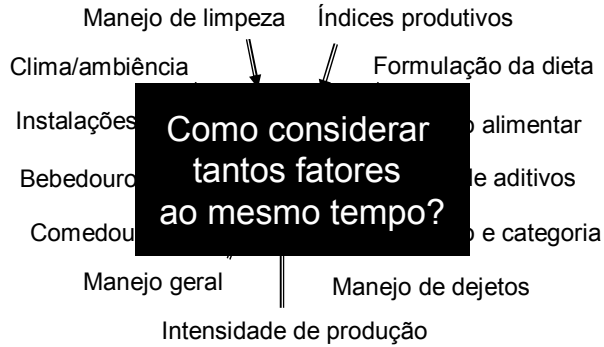 Manejo de limpeza Índices produtivos
Clima/ambiência Formulação da dieta
Instalações alimentar
Como considerar
tantos fatores
ao mesmo tempo?
Bebedouro aditivos
e categoria
Manejo geral Manejo de dejetos
Intensidade de produção